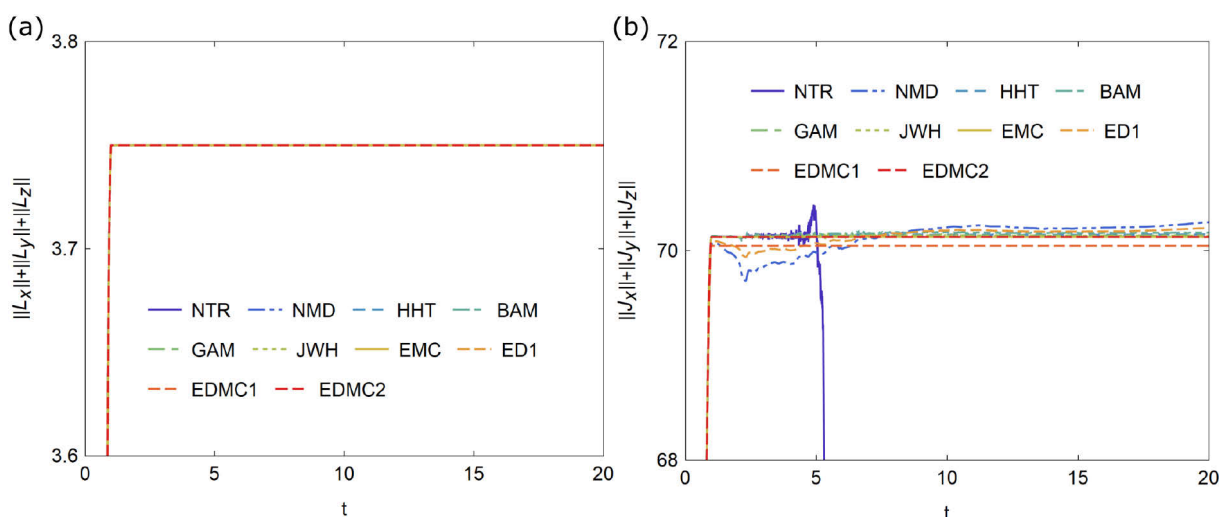 (a)
3.8
3.7
3.6
||Lx||+||Ly||+||Lz||
NTR NMD HHT BAM
GAM JWH EMC ED1
EDMC1 EDMC2
0 5 10 15 20
t
(b)
72
70
68
||Jx||+||Jy||+||Jz||
NTR NMD HHT BAM
GAM JWH EMC ED1
EDMC1 EDMC2
0 5 10 15 20
t